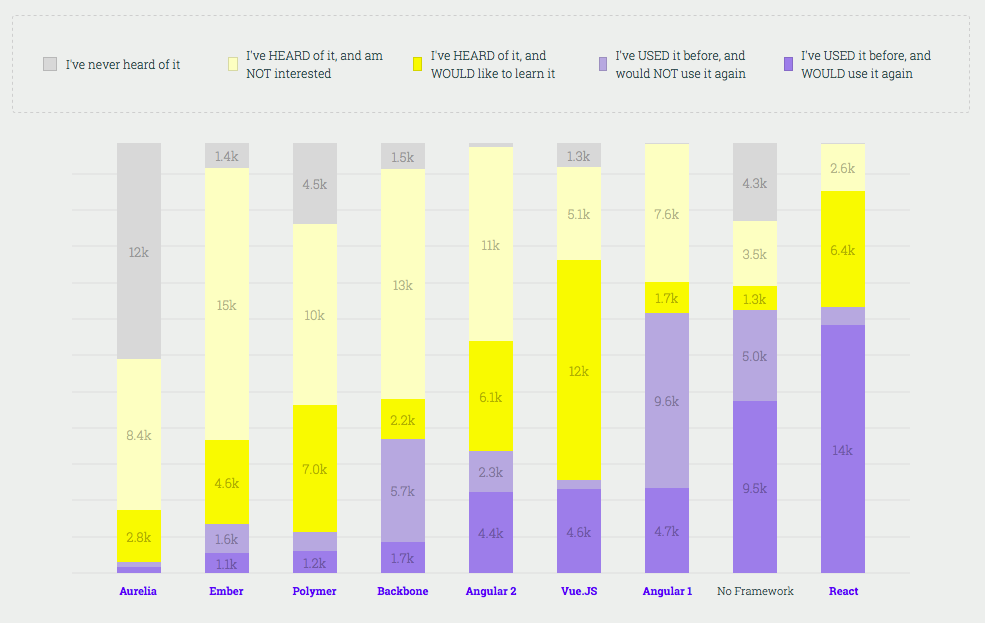 I've never heard of it
I've HEARD of it, and am
NOT interested
I've HEARD of it, and
WOULD like to learn it
I've USED it before, and
would NOT use it again
I've USED it before, and
WOULD use it again
12k
8.4k
2.8k
1.4k
15k
4.6k
1.6k
1.1k
4.5k
10k
7.0k
1.2k
1.5k
13k
2.2k
5.7k
1.7k
11k
6.1k
2.3k
4.4k
1.3k
5.1k
12k
4.6k
7.6k
1.7k
9.6k
4.7k
4.3k
3.5k
1.3k
5.0k
9.5k
2.6k
6.4k
14k
Aurelia
Ember
Polymer
Backbone
Angular 2
Vue.JS
Angular 1
No Framework
React